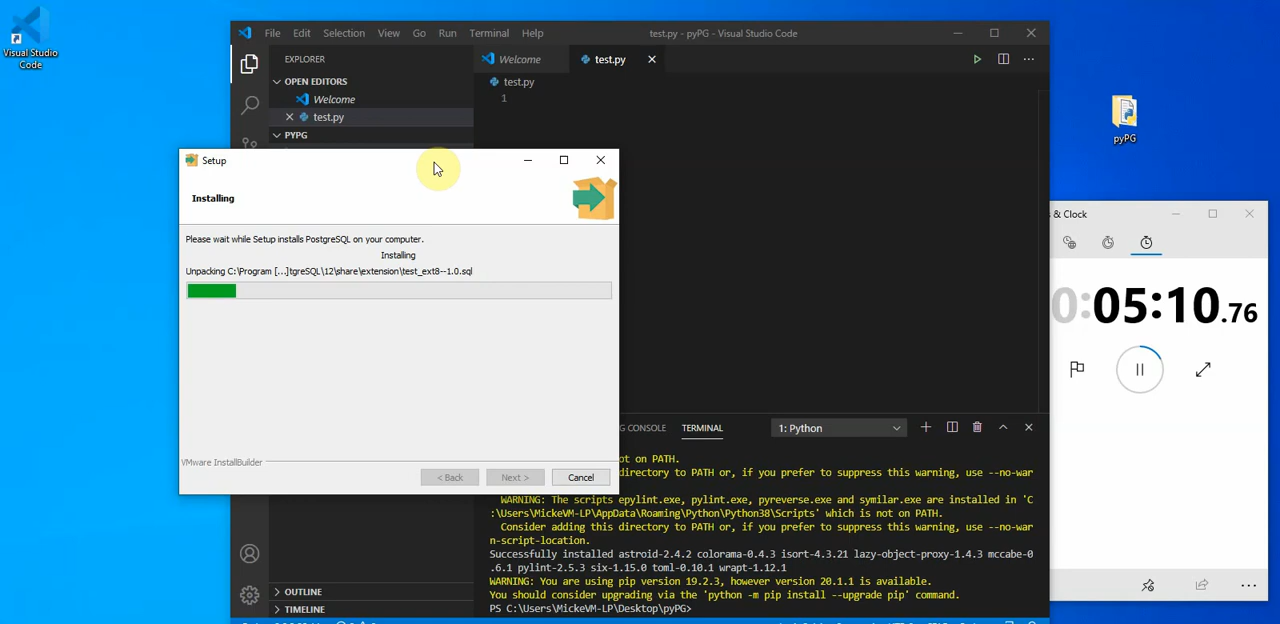 Visual Studio
Code
File Edit Selection View Go Run Terminal Help
test.py - pyPG - Visual Studio Code
EXPLORER
OPEN EDITORS
Welcome
test.py
PYPG
Welcome
test.py
test.py
1
Setup
Installing
Please wait while Setup installs PostgreSQL on your computer.
Installing
Unpacking C:\Program [...]tgreSQL\12\share\extension\test_ext8--1.0.sql
VMware InstallBuilder
< Back
Next >
Cancel
G CONSOLE
TERMINAL
1: Python
ot on PATH.
directory to PATH or, if you prefer to suppress this warning, use --no-war
WARNING: The scripts epylint.exe, pylint.exe, pyreverse.exe and symilar.exe are installed in 'C
:\Users\MickeVM-LP\AppData\Roaming\Python\Python38\Scripts' which is not on PATH.
Consider adding this directory to PATH or, if you prefer to suppress this warning, use --no-war
n-script-location.
Successfully installed astroid-2.4.2 colorama-0.4.3 isort-4.3.21 lazy-object-proxy-1.4.3 mccabe-0
.6.1 pylint-2.5.3 six-1.15.0 toml-0.10.1 wrapt-1.12.1
WARNING: You are using pip version 19.2.3, however version 20.1.1 is available.
You should consider upgrading via the 'python -m pip install --upgrade pip' command.
PS C:\Users\MickeVM-LP\Desktop\pyPG>
OUTLINE
TIMELINE
pyPG
s & Clock
0:05:10.76